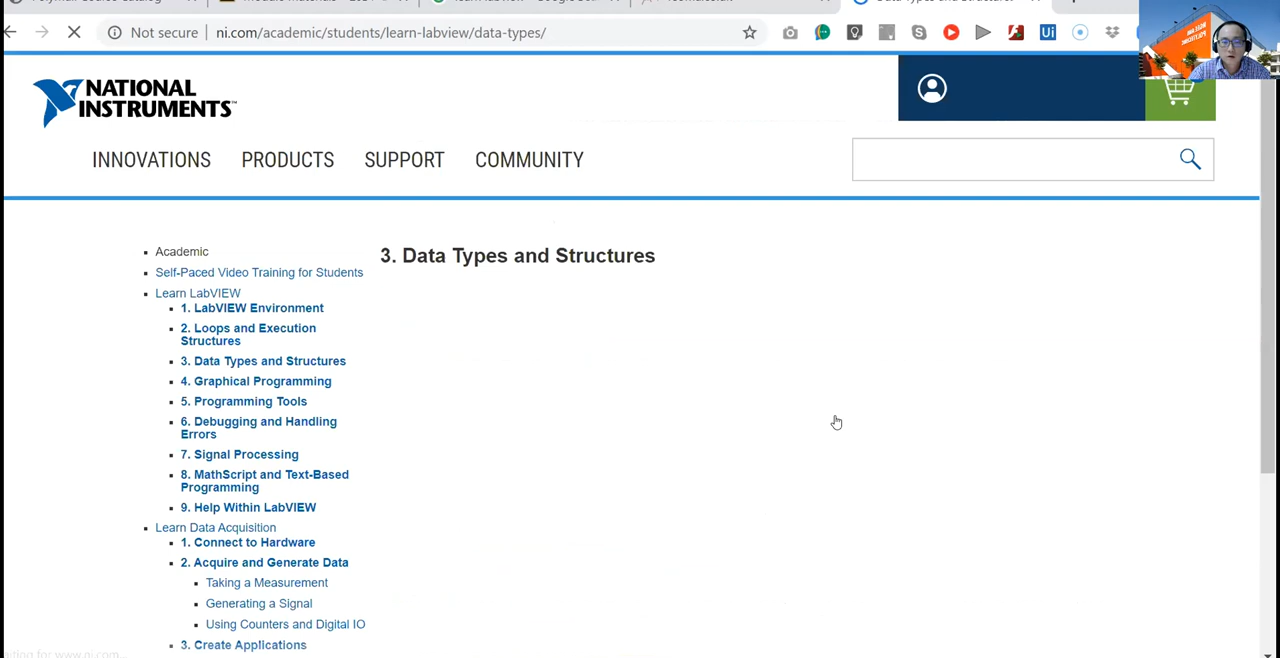 Not secure
ni.com/academic/students/learn-labview/data-types/
NATIONAL
INSTRUMENTS™
INNOVATIONS
PRODUCTS
SUPPORT
COMMUNITY
Academic
Self-Paced Video Training for Students
Learn LabVIEW
1. LabVIEW Environment
2. Loops and Execution
Structures
3. Data Types and Structures
4. Graphical Programming
5. Programming Tools
6. Debugging and Handling
Errors
7. Signal Processing
8. MathScript and Text-Based
Programming
9. Help Within LabVIEW
Learn Data Acquisition
1. Connect to Hardware
2. Acquire and Generate Data
Taking a Measurement
Generating a Signal
Using Counters and Digital IO
3. Create Applications
3. Data Types and Structures
Ui